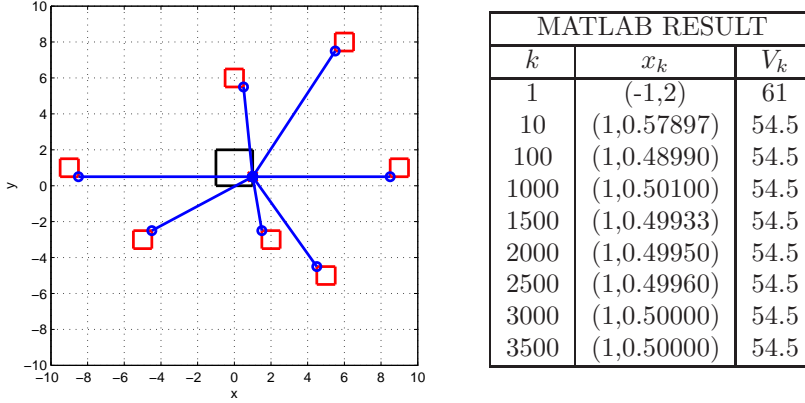 10
8
6
4
2
0
−2
−4
−6
−8
−10
y
−10 −8 −6 −4 −2 0 2 4 6 8 10
x
MATLAB RESULT
k x_k V_k
1 (-1,2) 61
10 (1,0.57897) 54.5
100 (1,0.48990) 54.5
1000 (1,0.50100) 54.5
1500 (1,0.49933) 54.5
2000 (1,0.49950) 54.5
2500 (1,0.49960) 54.5
3000 (1,0.50000) 54.5
3500 (1,0.50000) 54.5